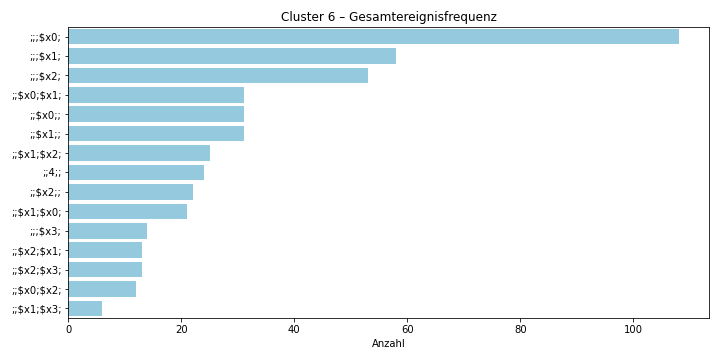 Cluster 6 – Gesamtereignisfrequenz
;;;$x0;
;;;$x1;
;;;$x2;
;;$x0;$x1;
;;$x0;;
;;$x1;;
;;$x1;$x2;
;;4;;
;;$x2;;
;;$x1;$x0;
;;;$x3;
;;$x2;$x1;
;;$x2;$x3;
;;$x0;$x2;
;;$x1;$x3;
0 20 40 60 80 100
Anzahl